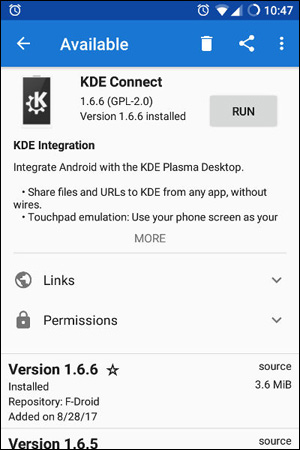 10:47
Available
KDE Connect
1.6.6 (GPL-2.0)
Version 1.6.6 installed
RUN
KDE Integration
Integrate Android with the KDE Plasma Desktop.
• Share files and URLs to KDE from any app, without
wires.
• Touchpad emulation: Use your phone screen as your
MORE
Links
Permissions
Version 1.6.6 ☆ source
Installed 3.6 MiB
Repository: F-Droid
Added on 8/28/17
Version 1.6.5 source